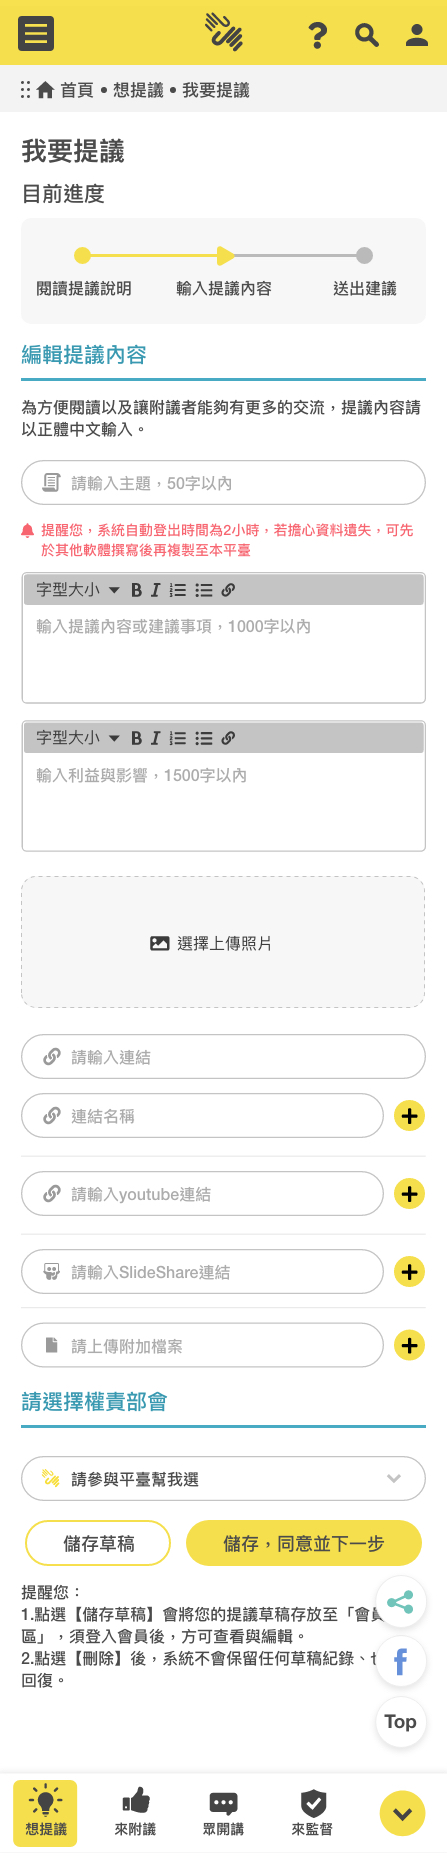 首頁 • 想提議 • 我要提議
我要提議
目前進度
閱讀提議說明
輸入提議內容
送出建議
編輯提議內容
為方便閱讀以及讓附議者能夠有更多的交流，提議內容請
以正體中文輸入。
請輸入主題，50字以內
提醒您，系統自動登出時間為2小時，若擔心資料遺失，可先
於其他軟體撰寫後再複製至本平臺
字型大小 B I
輸入提議內容或建議事項，1000字以內
字型大小 B I
輸入利益與影響，1500字以內
選擇上傳照片
請輸入連結
連結名稱
請輸入youtube連結
請輸入SlideShare連結
請上傳附加檔案
請選擇權責部會
請參與平臺幫我選
儲存草稿
儲存，同意並下一步
提醒您：
1.點選【儲存草稿】會將您的提議草稿存放至「會員
區」，須登入會員後，方可查看與編輯。
2.點選【刪除】後，系統不會保留任何草稿紀錄、
回復。
Top
想提議
來附議
眾開講
來監督